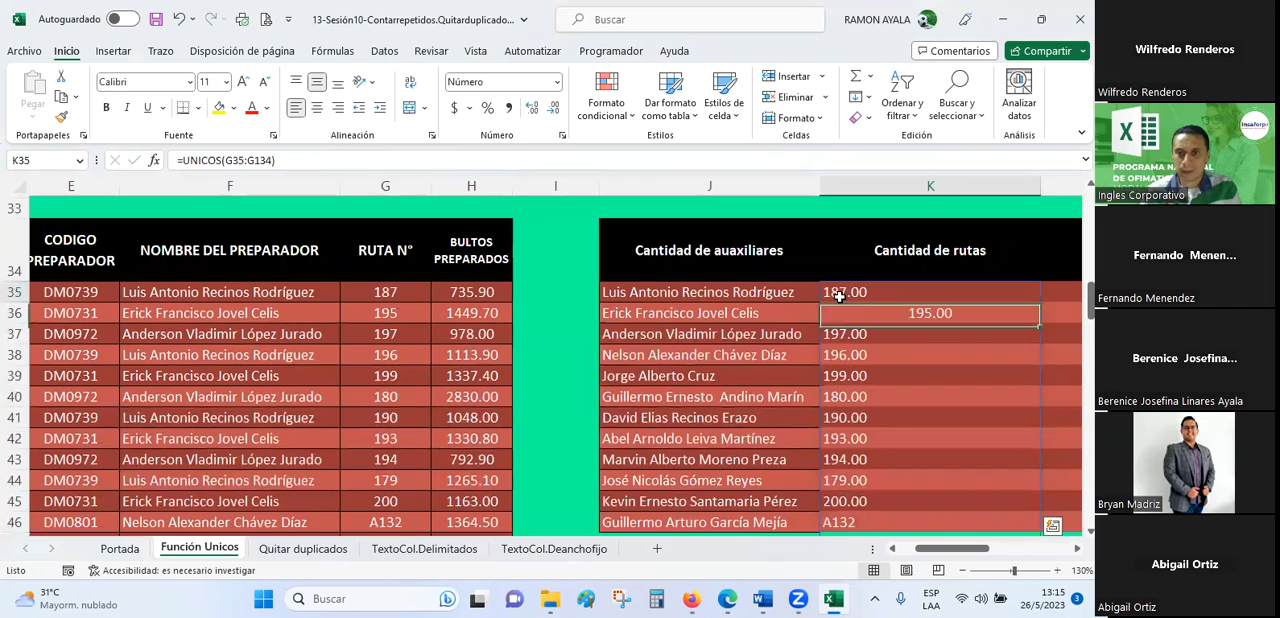 Autoguardado
13-Sesión10-Contarrepetidos.Quitarduplicado...
Buscar
RAMON AYALA
Archivo Inicio Insertar Trazo Disposición de página Fórmulas Datos Revisar Vista Automatizar Programador Ayuda
Comentarios Compartir
Pegar
Calibri 11
N K S
Número
$ % 
Formato condicional
Dar formato como tabla
Estilos de celda
Insertar
Eliminar
Formato
Ordenar y filtrar
Buscar y seleccionar
Analizar datos
Portapapeles Fuente Alineación Número Estilos Celdas Edición Análisis
K35 fx =UNICOS(G35:G134)
E F G H I J K
33
34 CODIGO PREPARADOR NOMBRE DEL PREPARADOR RUTA N° BULTOS PREPARADOS Cantidad de auxiliares Cantidad de rutas
35 DM0739 Luis Antonio Recinos Rodríguez 187 735.90 Luis Antonio Recinos Rodríguez 187.00
36 DM0731 Erick Francisco Jovel Celis 195 1449.70 Erick Francisco Jovel Celis 195.00
37 DM0972 Anderson Vladimir López Jurado 197 978.00 Anderson Vladimir López Jurado 197.00
38 DM0739 Luis Antonio Recinos Rodríguez 196 1113.90 Nelson Alexander Chávez Díaz 196.00
39 DM0731 Erick Francisco Jovel Celis 199 1337.40 Jorge Alberto Cruz 199.00
40 DM0972 Anderson Vladimir López Jurado 180 2830.00 Guillermo Ernesto Andino Marín 180.00
41 DM0739 Luis Antonio Recinos Rodríguez 190 1048.00 David Elias Recinos Erazo 190.00
42 DM0731 Erick Francisco Jovel Celis 193 1330.80 Abel Arnoldo Leiva Martínez 193.00
43 DM0972 Anderson Vladimir López Jurado 194 792.90 Marvin Alberto Moreno Preza 194.00
44 DM0739 Luis Antonio Recinos Rodríguez 179 1265.10 José Nicolás Gómez Reyes 179.00
45 DM0731 Erick Francisco Jovel Celis 200 1163.00 Kevin Ernesto Santamaria Pérez 200.00
46 DM0801 Nelson Alexander Chávez Díaz A132 1364.50 Guillermo Arturo García Mejía A132
Portada Función Unicos Quitar duplicados TextoCol.Delimitados TextoCol.Deanchofijo
Listo Accesibilidad: es necesario investigar 130%
31°C
Mayorm. nublado
Buscar
ESP
LAA
13:15
26/5/2023
3
Wilfredo Renderos
Wilfredo Renderos
Insaforp
PROGRAMA NA
DE OFIMATI
Ingles Corporativo
Fernando Menen...
Fernando Menendez
Berenice Josefina...
Berenice Josefina Linares Ayala
Bryan Madriz
Abigail Ortiz
Abigail Ortiz